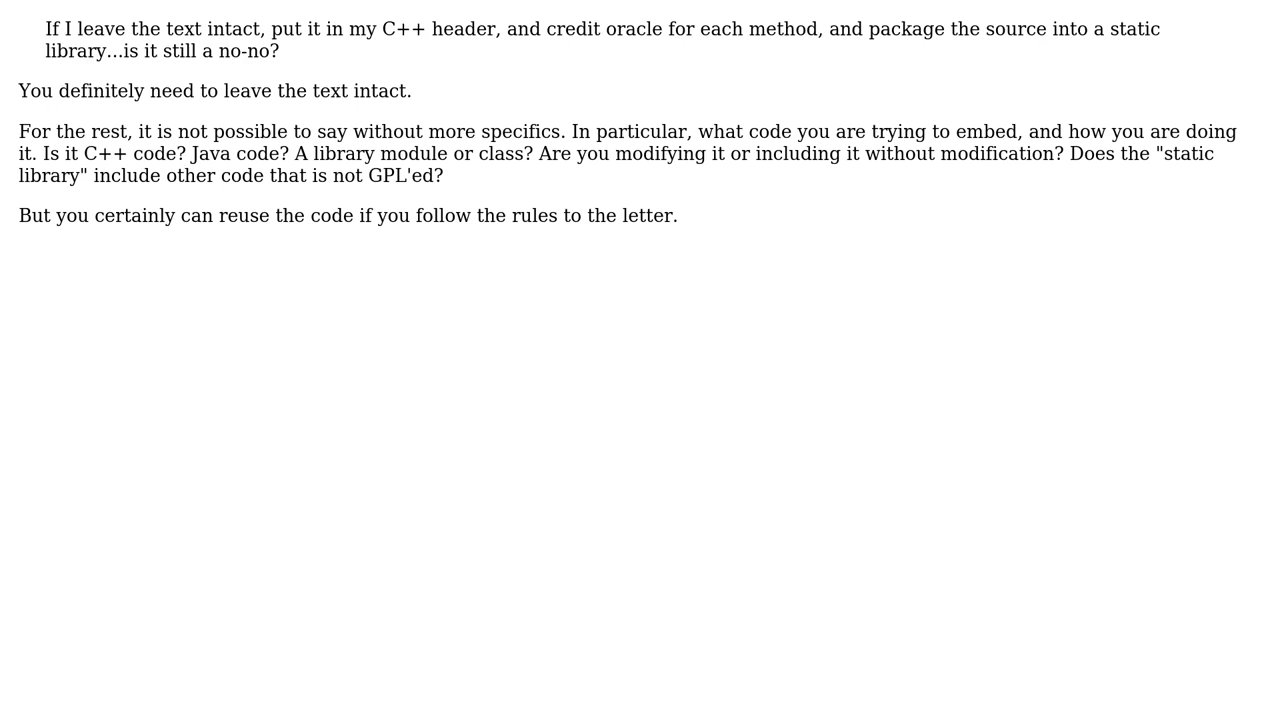 If I leave the text intact, put it in my C++ header, and credit oracle for each method, and package the source into a static
library...is it still a no-no?
You definitely need to leave the text intact.
For the rest, it is not possible to say without more specifics. In particular, what code you are trying to embed, and how you are doing
it. Is it C++ code? Java code? A library module or class? Are you modifying it or including it without modification? Does the "static
library" include other code that is not GPL'ed?
But you certainly can reuse the code if you follow the rules to the letter.